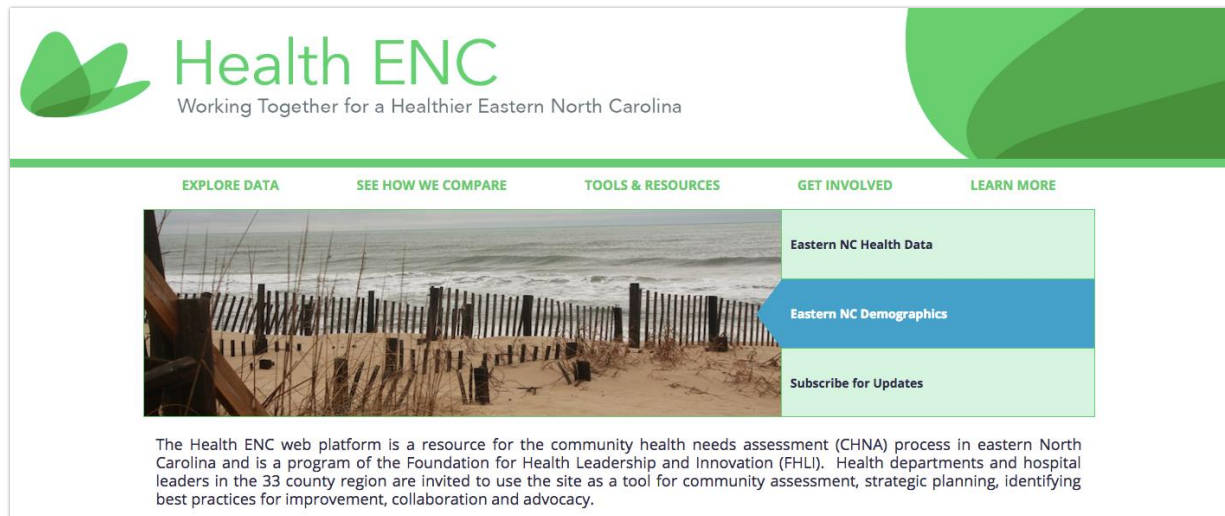 Health ENC
Working Together for a Healthier Eastern North Carolina
EXPLORE DATA SEE HOW WE COMPARE TOOLS & RESOURCES GET INVOLVED LEARN MORE
Eastern NC Health Data
Eastern NC Demographics
Subscribe for Updates
The Health ENC web platform is a resource for the community health needs assessment (CHNA) process in eastern North
Carolina and is a program of the Foundation for Health Leadership and Innovation (FHLI). Health departments and hospital
leaders in the 33 county region are invited to use the site as a tool for community assessment, strategic planning, identifying
best practices for improvement, collaboration and advocacy.